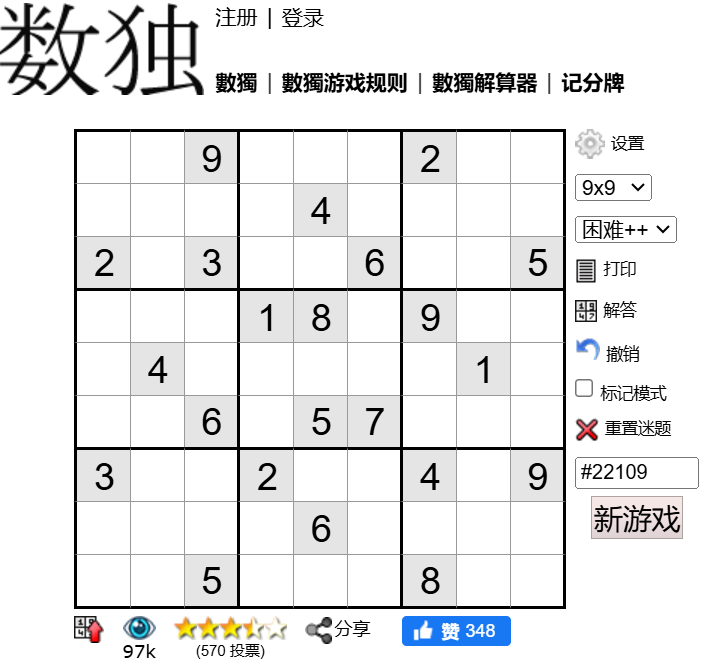 数独
注册 | 登录
數獨 | 數獨游戏规则 | 數獨解算器 | 记分牌
9 2
4
2 3 6 5
1 8 9
4 1
6 5 7
3 2 4 9
6
5 8
设置
9x9
困难++
打印
解答
撤销
标记模式
重置迷题
#22109
新游戏
97k
(570 投票)
分享
赞 348